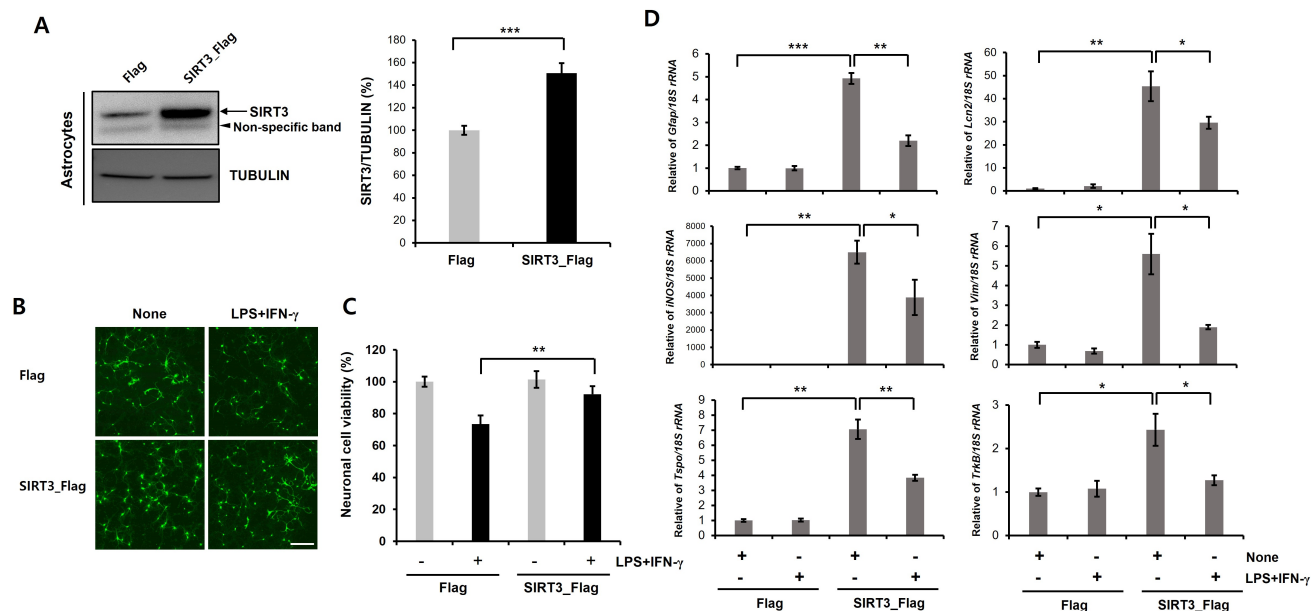 A
Flag
SIRT3_Flag
Astrocytes
SIRT3
Non-specific band
TUBULIN
SIRT3/TUBULIN (%)
160
140
120
100
80
60
40
20
0
***
Flag
SIRT3_Flag
B
None
LPS+IFN-γ
Flag
SIRT3_Flag
C
Neuronal cell viability (%)
120
100
80
60
40
20
0
**
- + - + LPS+IFN-γ
Flag
SIRT3_Flag
D
Relative of Gfap/18S rRNA
6
5
4
3
2
1
0
***
**
Relative of Lcn2/18S rRNA
60
50
40
30
20
10
0
**
*
Relative of iNOS/18S rRNA
8000
7000
6000
5000
4000
3000
2000
1000
0
**
*
Relative of Vim/18S rRNA
7
6
5
4
3
2
1
0
*
*
Relative of Tspo/18S rRNA
9
8
7
6
5
4
3
2
1
0
**
**
Relative of TrkB/18S rRNA
3
2
1
0
*
*
+ - + - + - + - None
- + - + - + - + LPS+IFN-γ
Flag
SIRT3_Flag
Flag
SIRT3_Flag